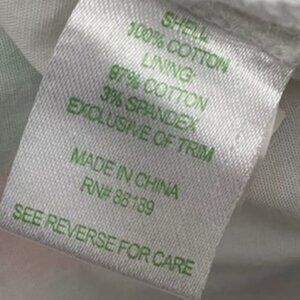 SHELL
100% COTTON
LINING:
97% COTTON
3% SPANDEX
EXCLUSIVE OF TRIM
MADE IN CHINA
RN# 86139
SEE REVERSE FOR CARE